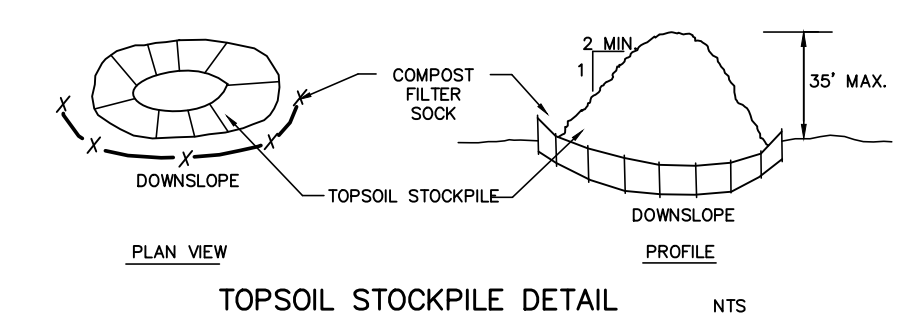 2 MIN.
1
COMPOST
FILTER
SOCK
35' MAX.
X
X
X
X
X
DOWNSLOPE
TOPSOIL STOCKPILE
DOWNSLOPE
PLAN VIEW
PROFILE
TOPSOIL STOCKPILE DETAIL
NTS